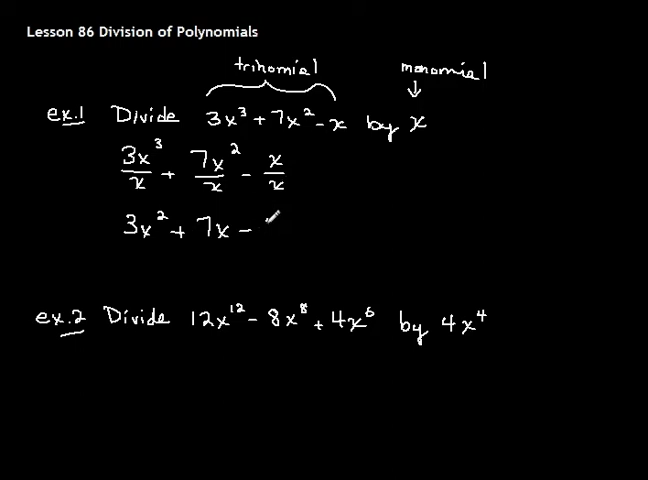 Lesson 86 Division of Polynomials
trinomial monomial
ex.1 Divide 3x³ + 7x² - x by x
3x³/x + 7x²/x - x/x
3x² + 7x -
ex.2 Divide 12x¹² - 8x⁸ + 4x⁶ by 4x⁴